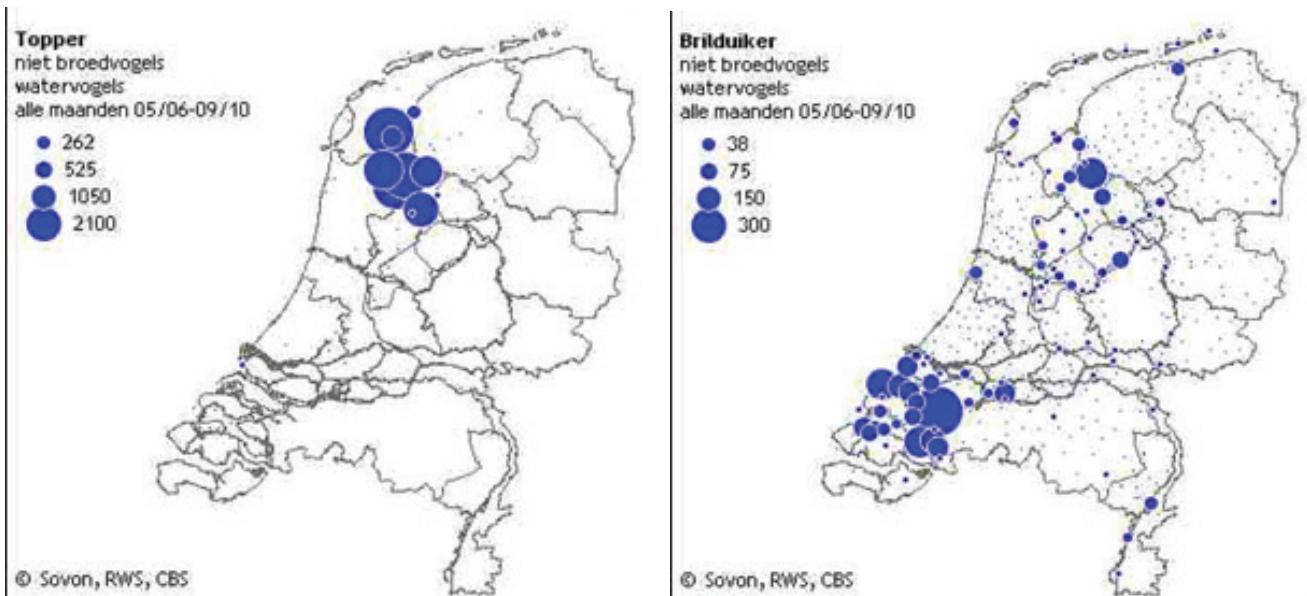 Topper
niet broedvogels
watervogels
alle maanden 05/06-09/10
262
525
1050
2100
© Sovon, RWS, CBS
Brilduiker
niet broedvogels
watervogels
alle maanden 05/06-09/10
38
75
150
300
© Sovon, RWS, CBS